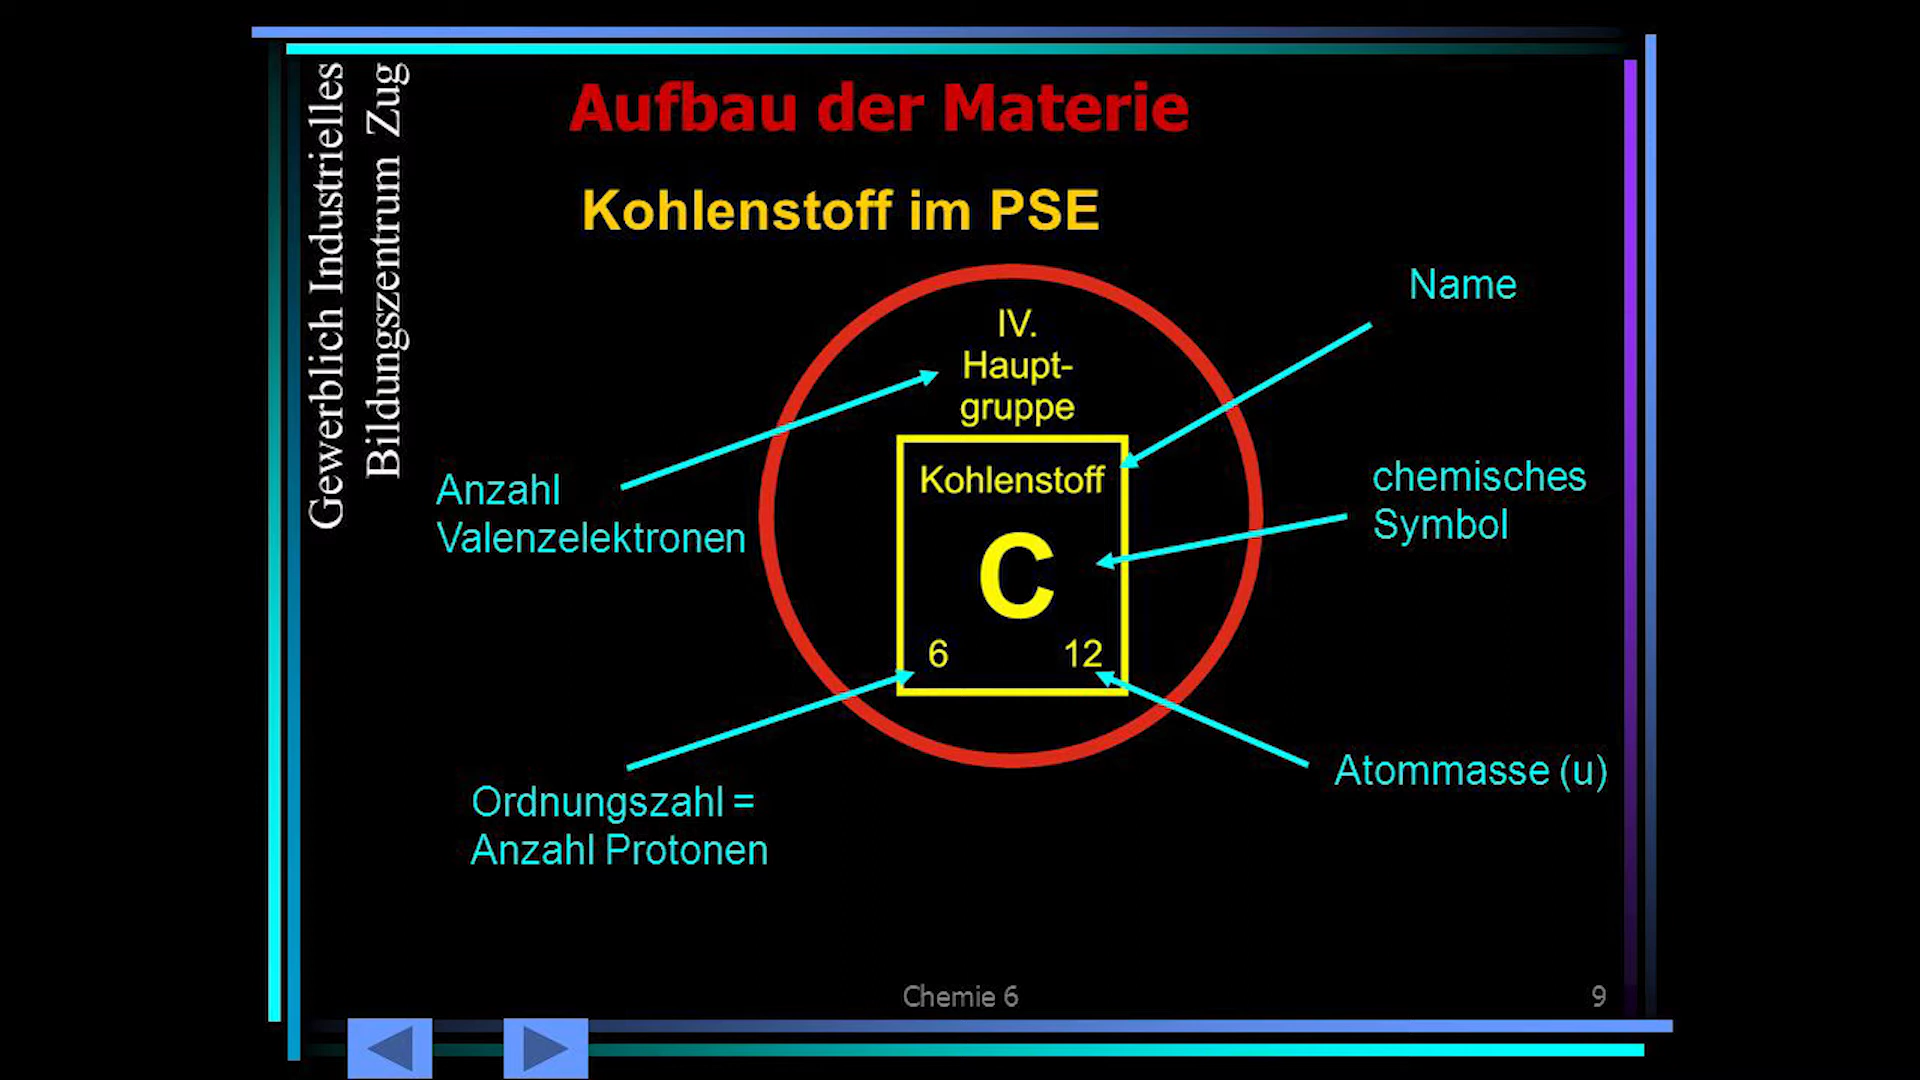 Gewerblich Industrielles
Bildungszentrum Zug
Aufbau der Materie
Kohlenstoff im PSE
Name
IV.
Haupt-
gruppe
Anzahl
Valenzelektronen
Kohlenstoff
chemisches
Symbol
C
6
12
Atommasse (u)
Ordnungszahl =
Anzahl Protonen
Chemie 6
9